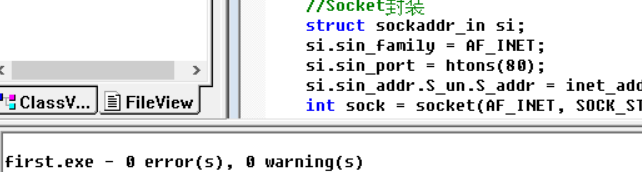 //Socket封装
struct sockaddr_in si;
si.sin_family = AF_INET;
si.sin_port = htons(80);
si.sin_addr.S_un.S_addr = inet_add
int sock = socket(AF_INET, SOCK_ST
ClassV... FileView
first.exe - 0 error(s), 0 warning(s)